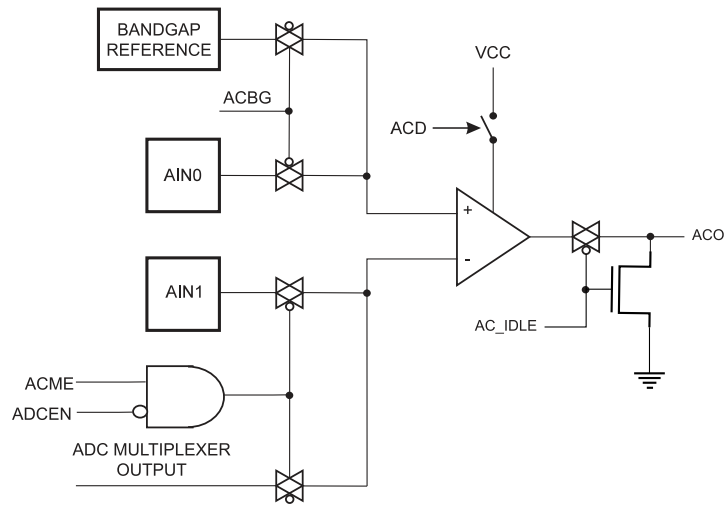 BANDGAP
REFERENCE
VCC
ACBG
ACD
AIN0
+
-
ACO
AIN1
AC_IDLE
ACME
ADCEN
ADC MULTIPLEXER
OUTPUT